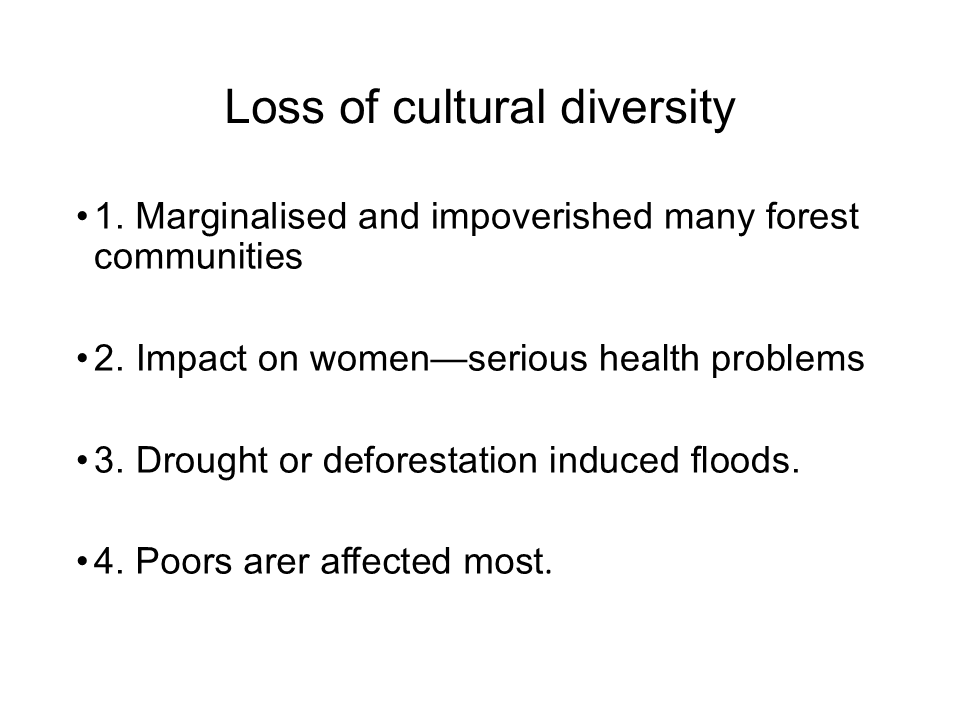 Loss of cultural diversity
•1. Marginalised and impoverished many forest
communities
•2. Impact on women—serious health problems
•3. Drought or deforestation induced floods.
•4. Poors arer affected most.